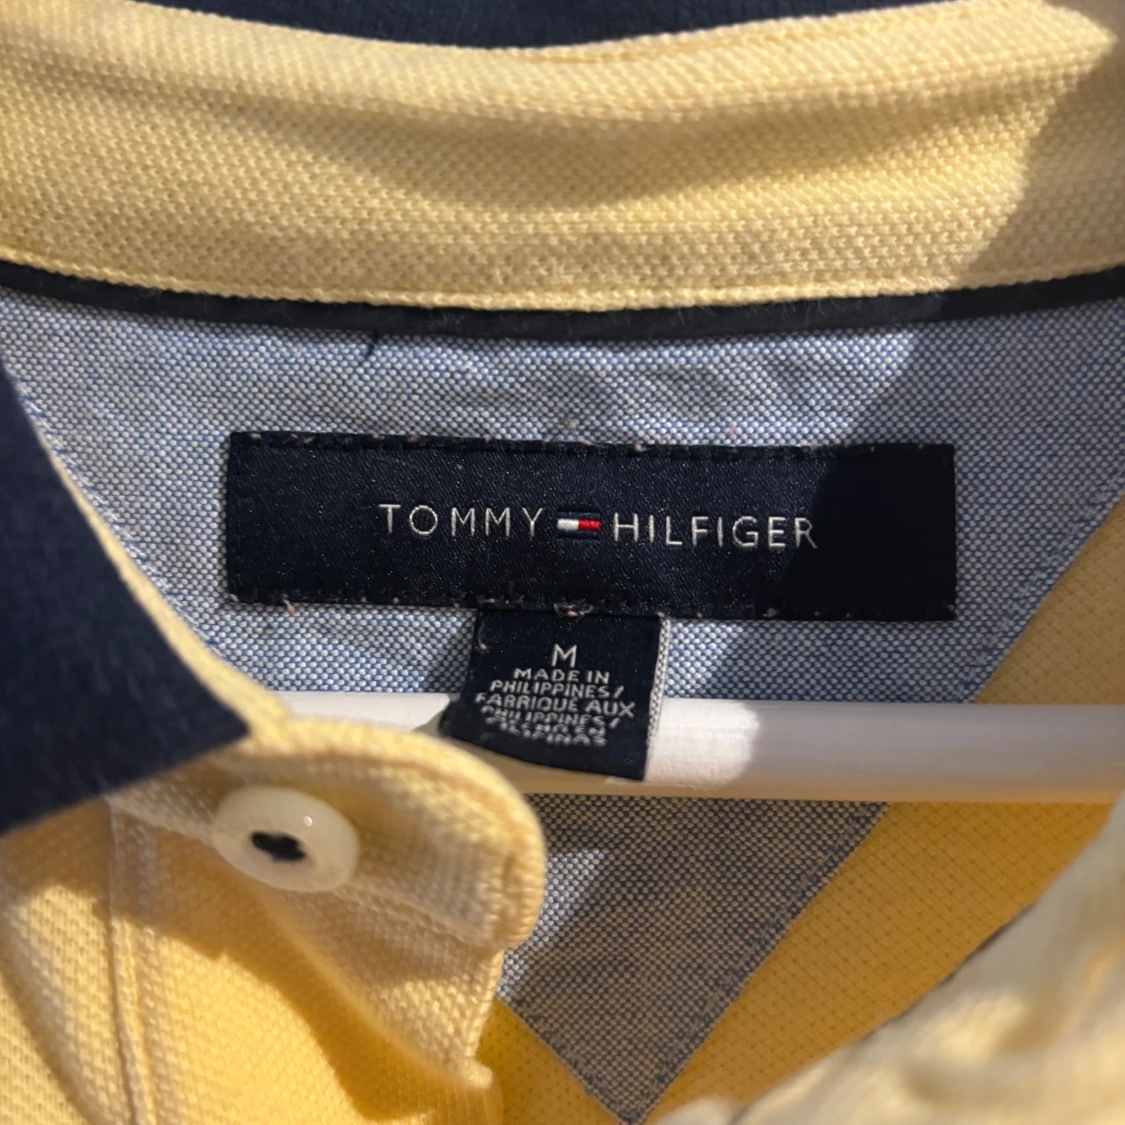 TOMMY HILFIGER
M
MADE IN
PHILIPPINES/
FABRIQUÉ AUX
PHILIPPINES/